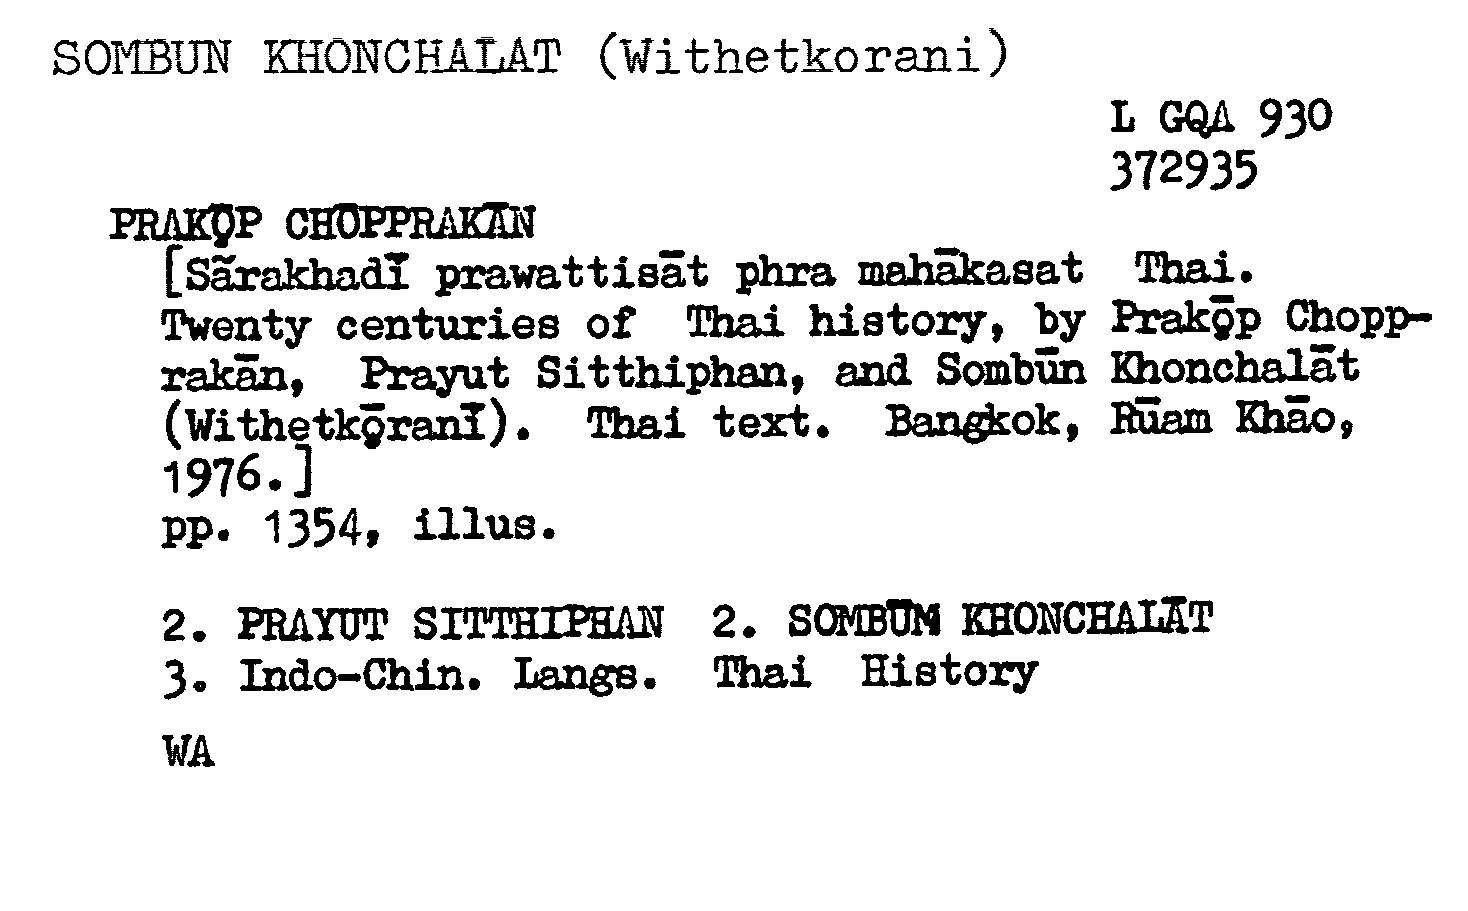 SOMBUN KHONCHALAT (Withetkorani)
L GQA 930
372935
PRAKǬP CHŌPPRAKĀN
[Sārakhadī prawattisāt phra mahākasat Thai.
Twenty centuries of Thai history, by Prakǭp Chopp-
rakān, Prayut Sitthiphan, and Sombūn Khonchalāt
(Withetkǭranī). Thai text. Bangkok, Rūam Khāo,
1976.]
pp. 1354, illus.
2. PRAYUT SITTHIPHAN 2. SOMBŪM KHONCHALĀT
3. Indo-Chin. Langs. Thai History
WA